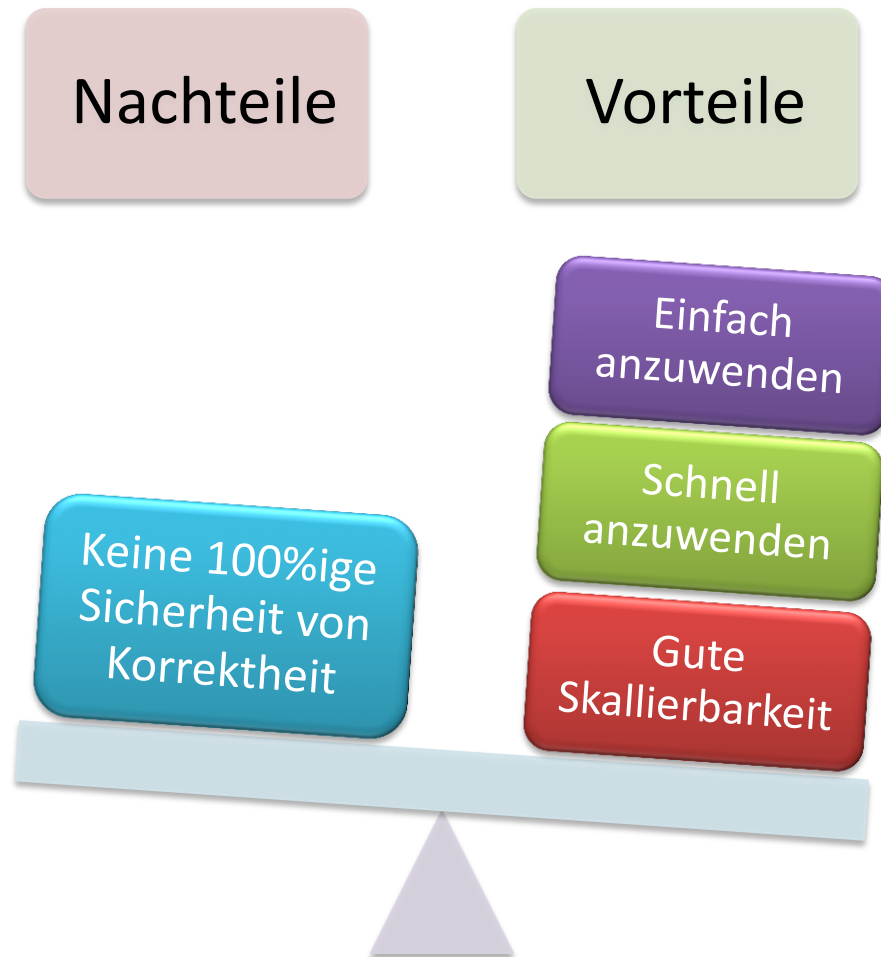 Nachteile
Vorteile
Einfach
anzuwenden
Schnell
anzuwenden
Gute
Skallierbarkeit
Keine 100%ige
Sicherheit von
Korrektheit